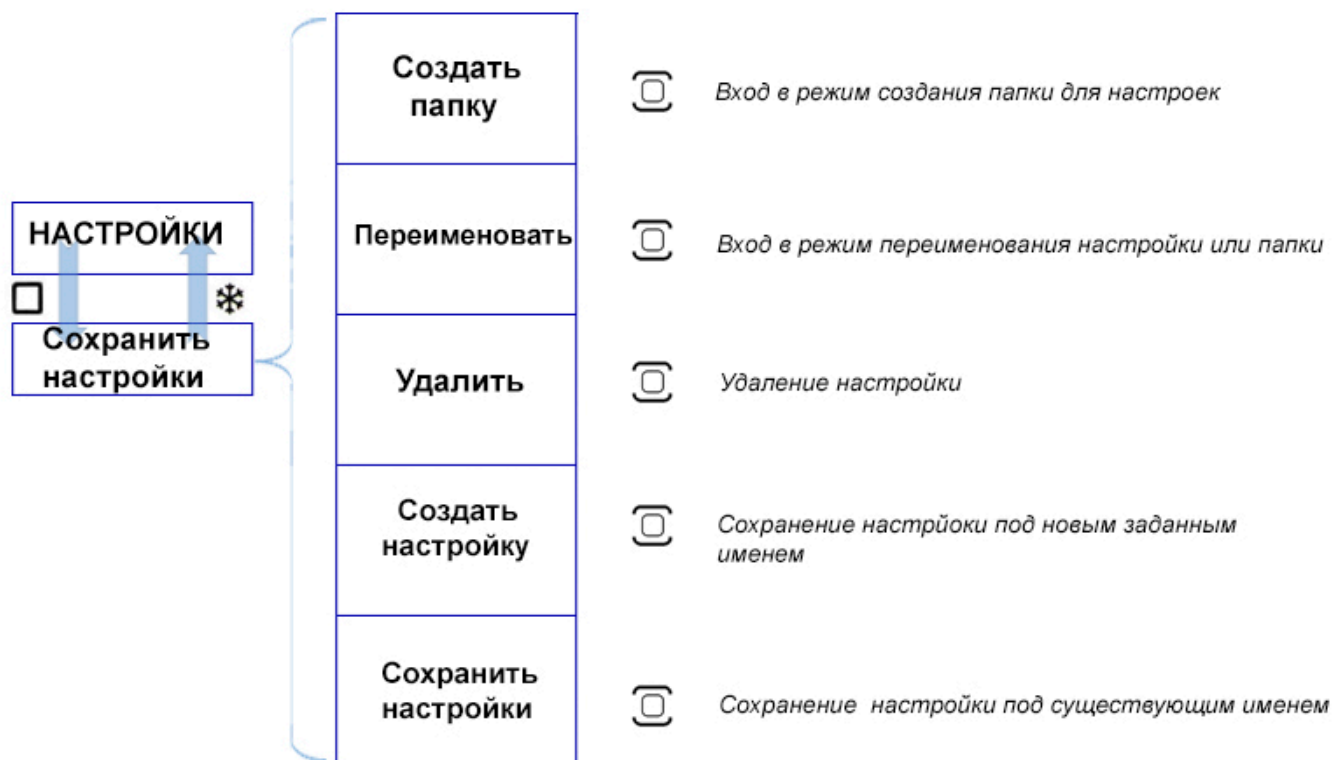 Создать
папку
Вход в режим создания папки для настроек
НАСТРОЙКИ
Переименовать
Вход в режим переименования настройки или папки
Сохранить
настройки
Удалить
Удаление настройки
Создать
настройку
Сохранение настрйоки под новым заданным
именем
Сохранить
настройки
Сохранение настройки под существующим именем